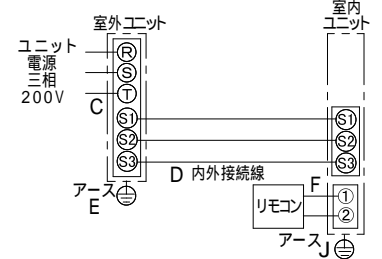 室外ユニット
室内
ユニット
ユニット
電源
三相
200V
R
S
T
C
S1
S2
S3
S1
S2
S3
D 内外接続線
アース
E
リモコン
F
①
②
アース
J